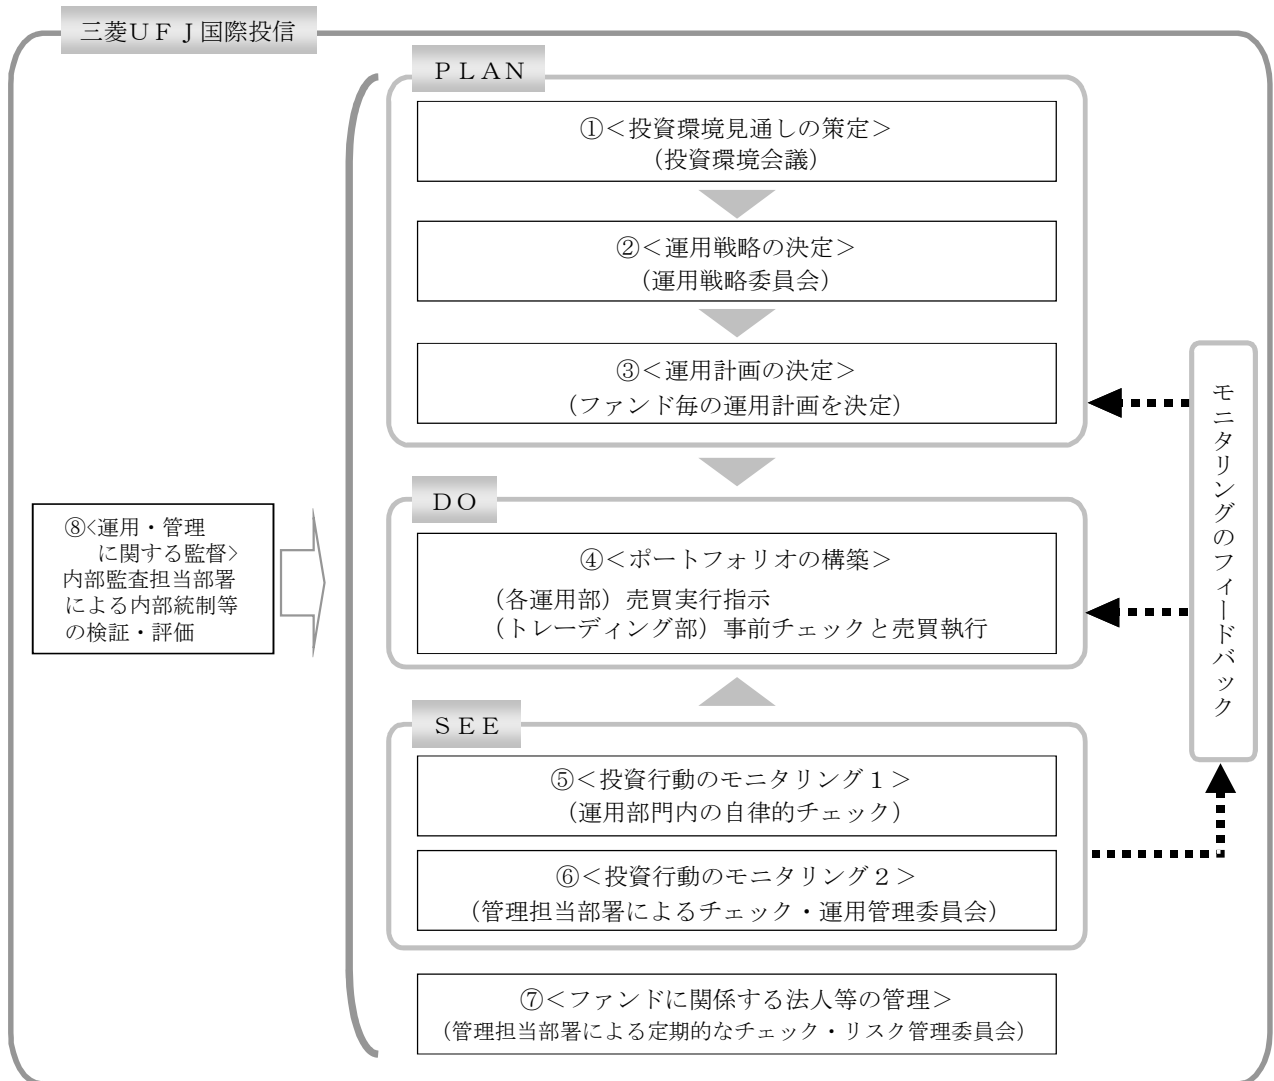 三菱ＵＦＪ国際投信
ＰＬＡＮ
①＜投資環境見通しの策定＞
（投資環境会議）
②＜運用戦略の決定＞
（運用戦略委員会）
③＜運用計画の決定＞
（ファンド毎の運用計画を決定）
ＤＯ
④＜ポートフォリオの構築＞
（各運用部）売買実行指示
（トレーディング部）事前チェックと売買執行
ＳＥＥ
⑤＜投資行動のモニタリング１＞
（運用部門内の自律的チェック）
⑥＜投資行動のモニタリング２＞
（管理担当部署によるチェック・運用管理委員会）
⑦＜ファンドに関係する法人等の管理＞
（管理担当部署による定期的なチェック・リスク管理委員会）
⑧<運用・管理
に関する監督>
内部監査担当部署
による内部統制等
の検証・評価
モニタリングのフィードバック